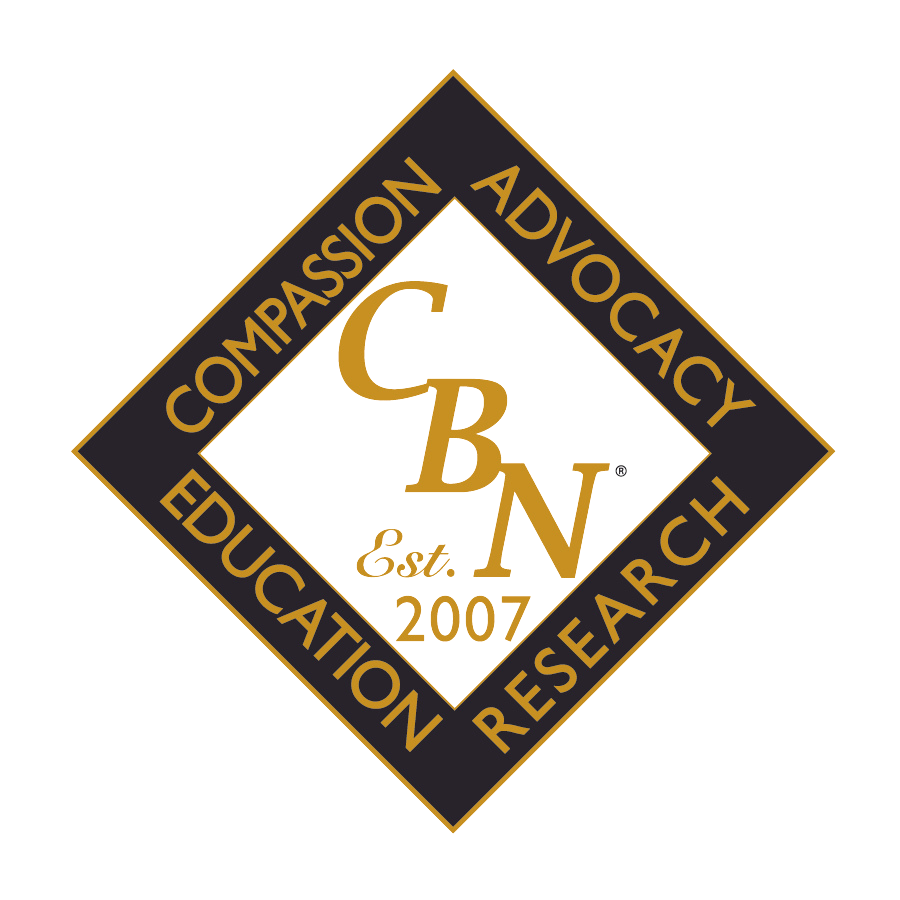 COMPASSION
ADVOCACY
CBN®
Est.
2007
EDUCATION
RESEARCH